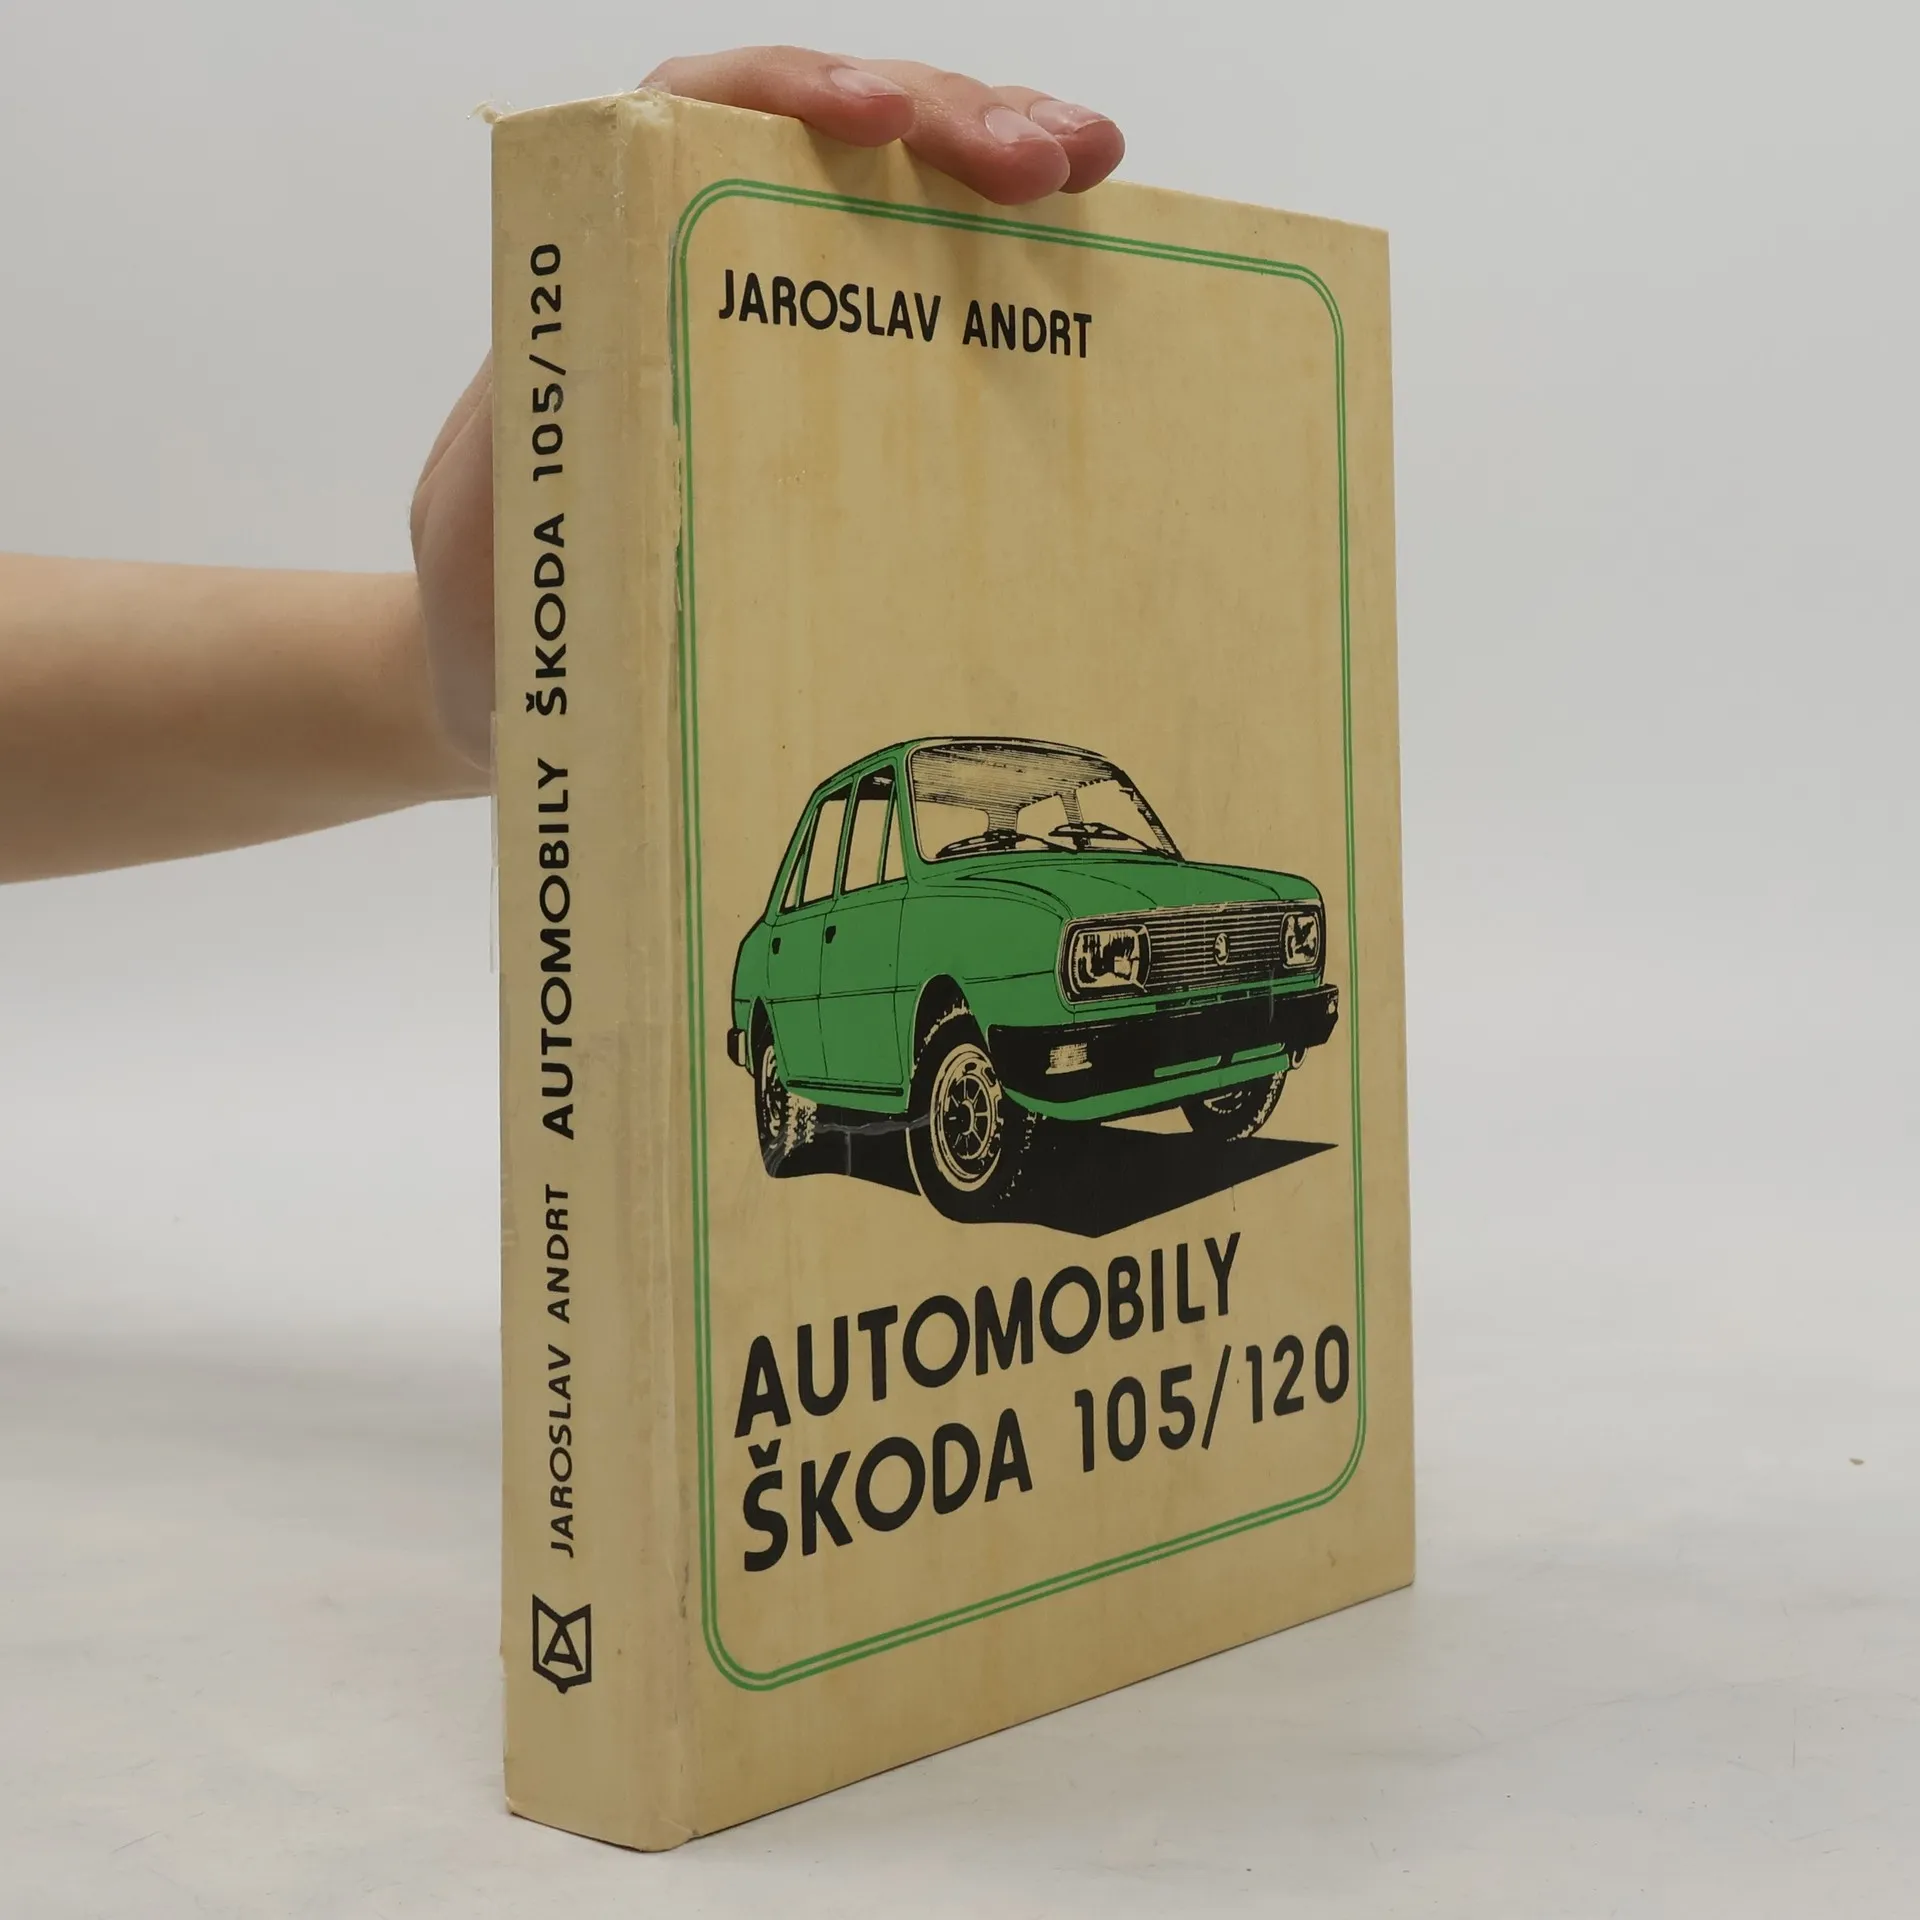 JAROSLAV ANDRT AUTOMOBILY ŠKODA 105/120
JAROSLAV ANDRT
AUTOMOBILY
ŠKODA 105/120